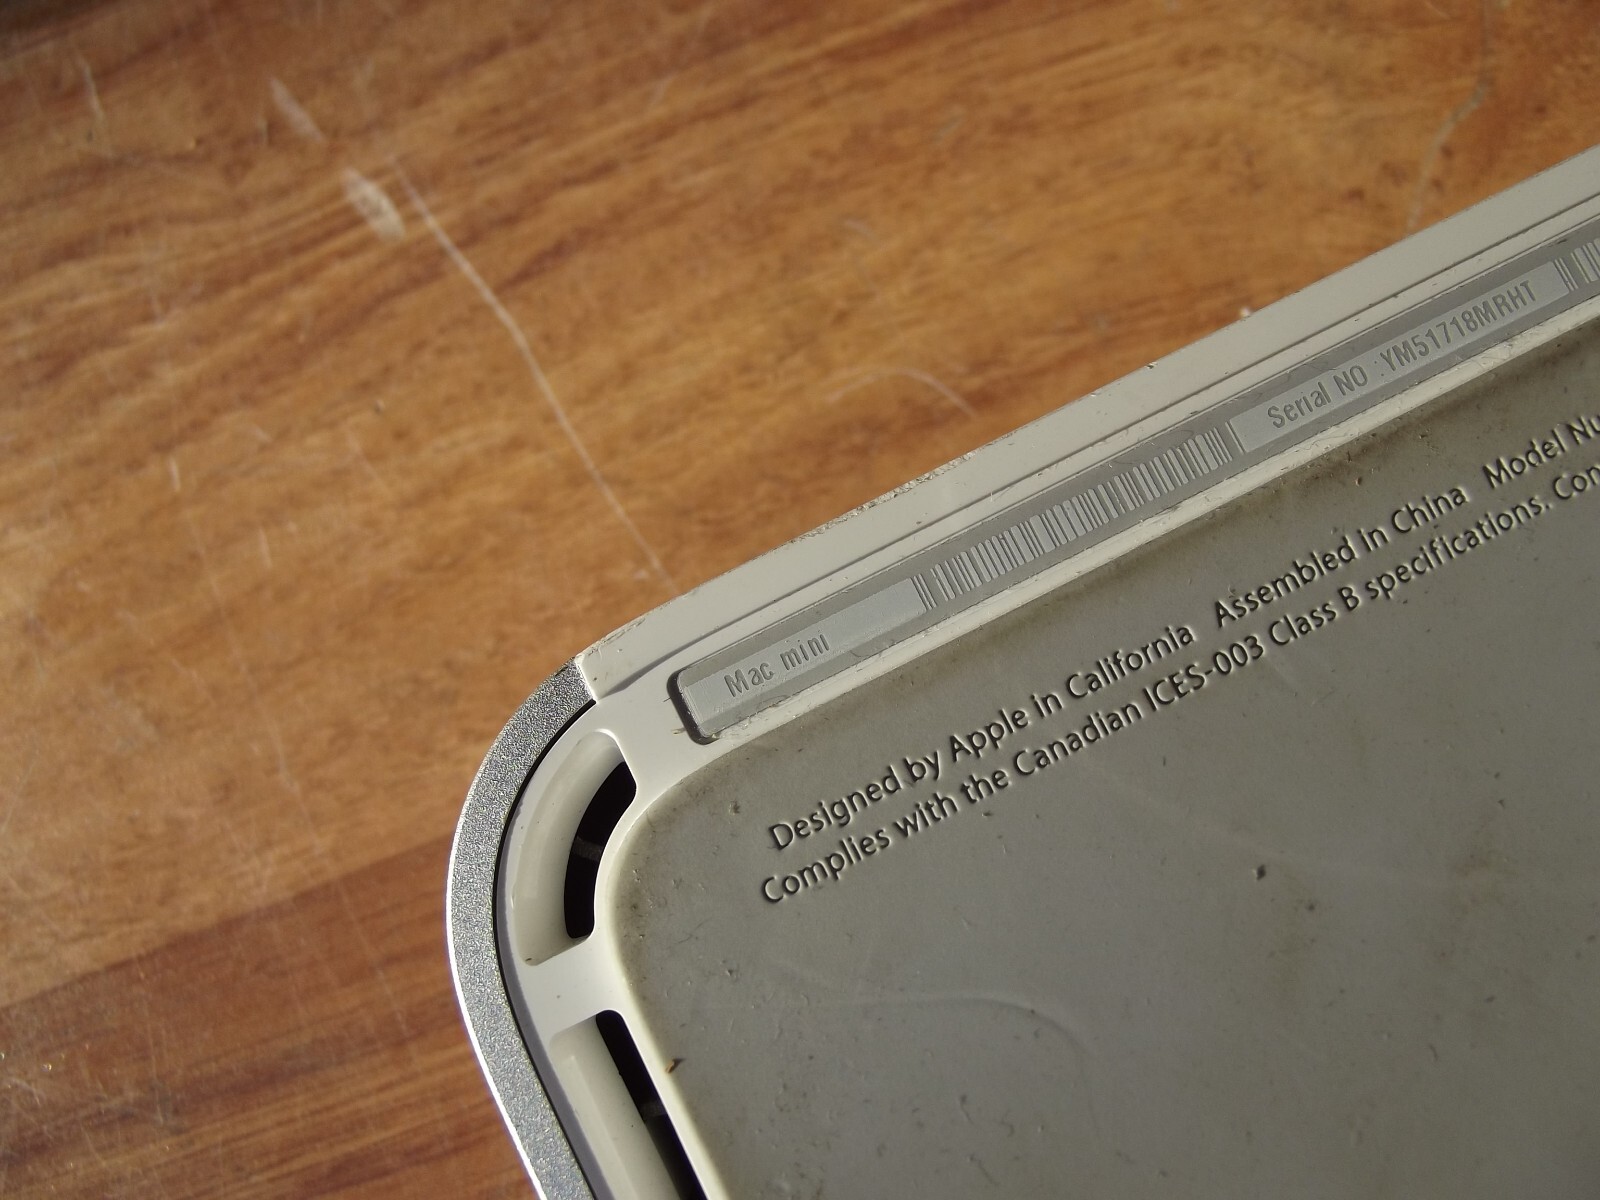 Mac mini Serial NO :YM51718MRHT
Designed by Apple in California Assembled in China Model
Complies with the Canadian ICES-003 Class B specifications.